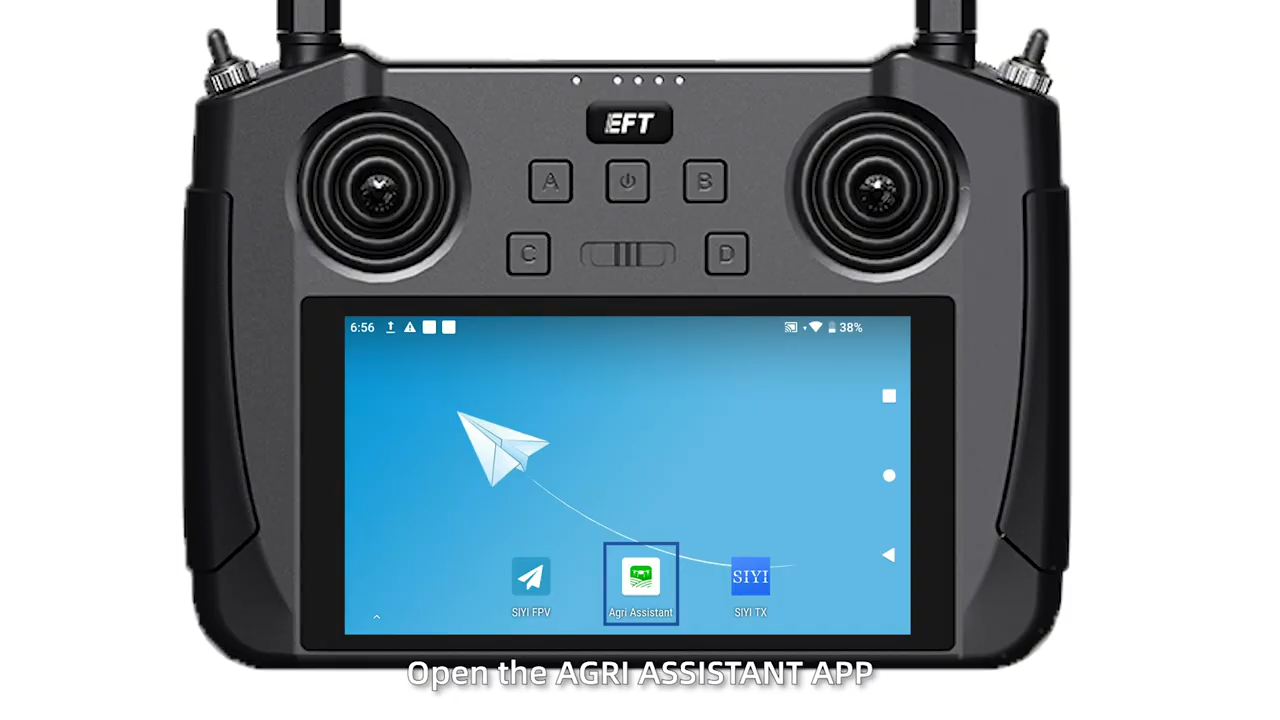 EFT
A
B
C
D
6:56
38%
SIYI
SIYI FPV
Agri Assistant
SIYI TX
Open the AGRI ASSISTANT APP